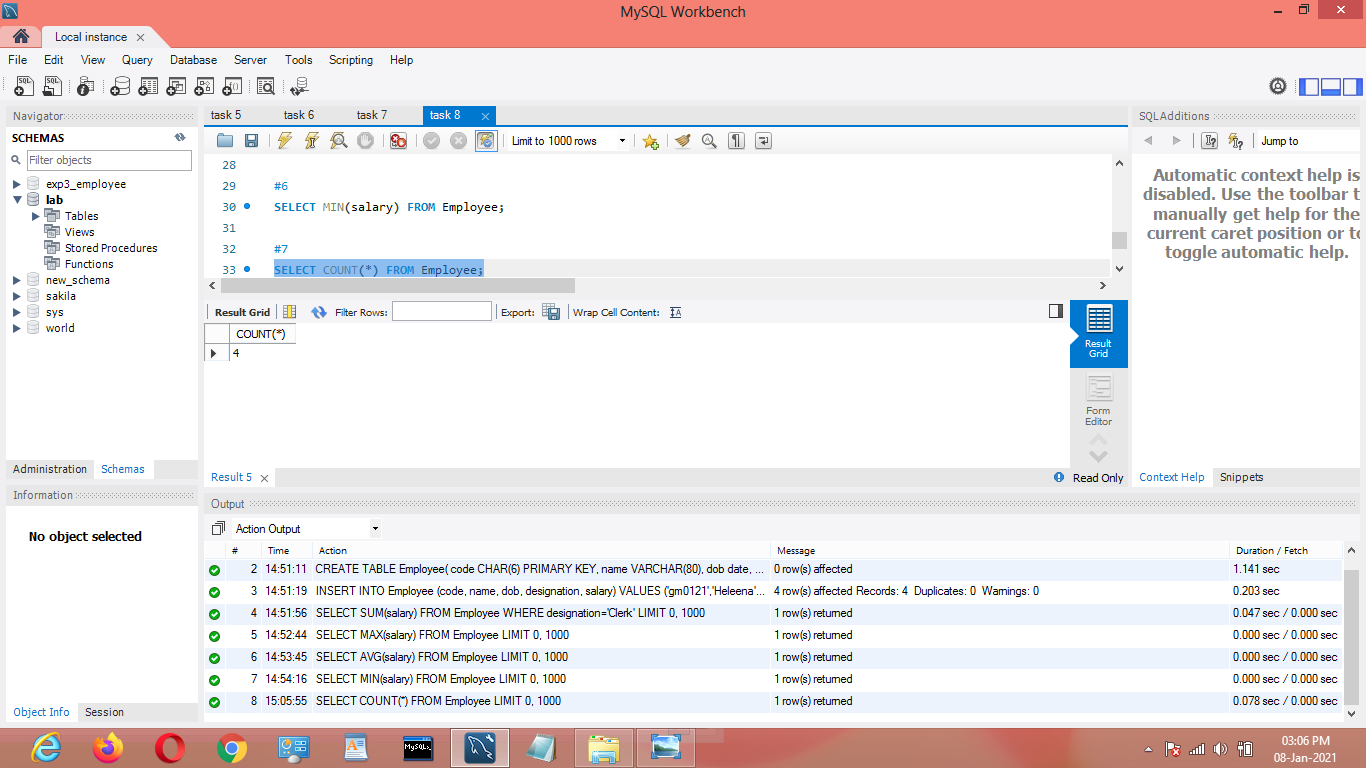 MySQL Workbench
Local instance
File Edit View Query Database Server Tools Scripting Help
Navigator
SCHEMAS
Filter objects
exp3_employee
lab
Tables
Views
Stored Procedures
Functions
new_schema
sakila
sys
world
Administration Schemas
Information
No object selected
Object Info Session
task 5 task 6 task 7 task 8
Limit to 1000 rows
28
29 #6
30 SELECT MIN(salary) FROM Employee;
31
32 #7
33 SELECT COUNT(*) FROM Employee;
Result Grid Filter Rows: Export: Wrap Cell Content:
COUNT(*)
4
Result Grid
Form Editor
Result 5
Read Only
SQLAdditions
Jump to
Automatic context help is
disabled. Use the toolbar t
manually get help for the
current caret position or to
toggle automatic help.
Context Help Snippets
Output
Action Output
# Time Action Message Duration / Fetch
2 14:51:11 CREATE TABLE Employee( code CHAR(6) PRIMARY KEY, name VARCHAR(80), dob date, ... 0 row(s) affected 1.141 sec
3 14:51:19 INSERT INTO Employee (code, name, dob, designation, salary) VALUES ('gm0121','Heleena'... 4 row(s) affected Records: 4 Duplicates: 0 Warnings: 0 0.203 sec
4 14:51:56 SELECT SUM(salary) FROM Employee WHERE designation='Clerk' LIMIT 0, 1000 1 row(s) returned 0.047 sec / 0.000 sec
5 14:52:44 SELECT MAX(salary) FROM Employee LIMIT 0, 1000 1 row(s) returned 0.000 sec / 0.000 sec
6 14:53:45 SELECT AVG(salary) FROM Employee LIMIT 0, 1000 1 row(s) returned 0.000 sec / 0.000 sec
7 14:54:16 SELECT MIN(salary) FROM Employee LIMIT 0, 1000 1 row(s) returned 0.000 sec / 0.000 sec
8 15:05:55 SELECT COUNT(*) FROM Employee LIMIT 0, 1000 1 row(s) returned 0.078 sec / 0.000 sec
03:06 PM
08-Jan-2021